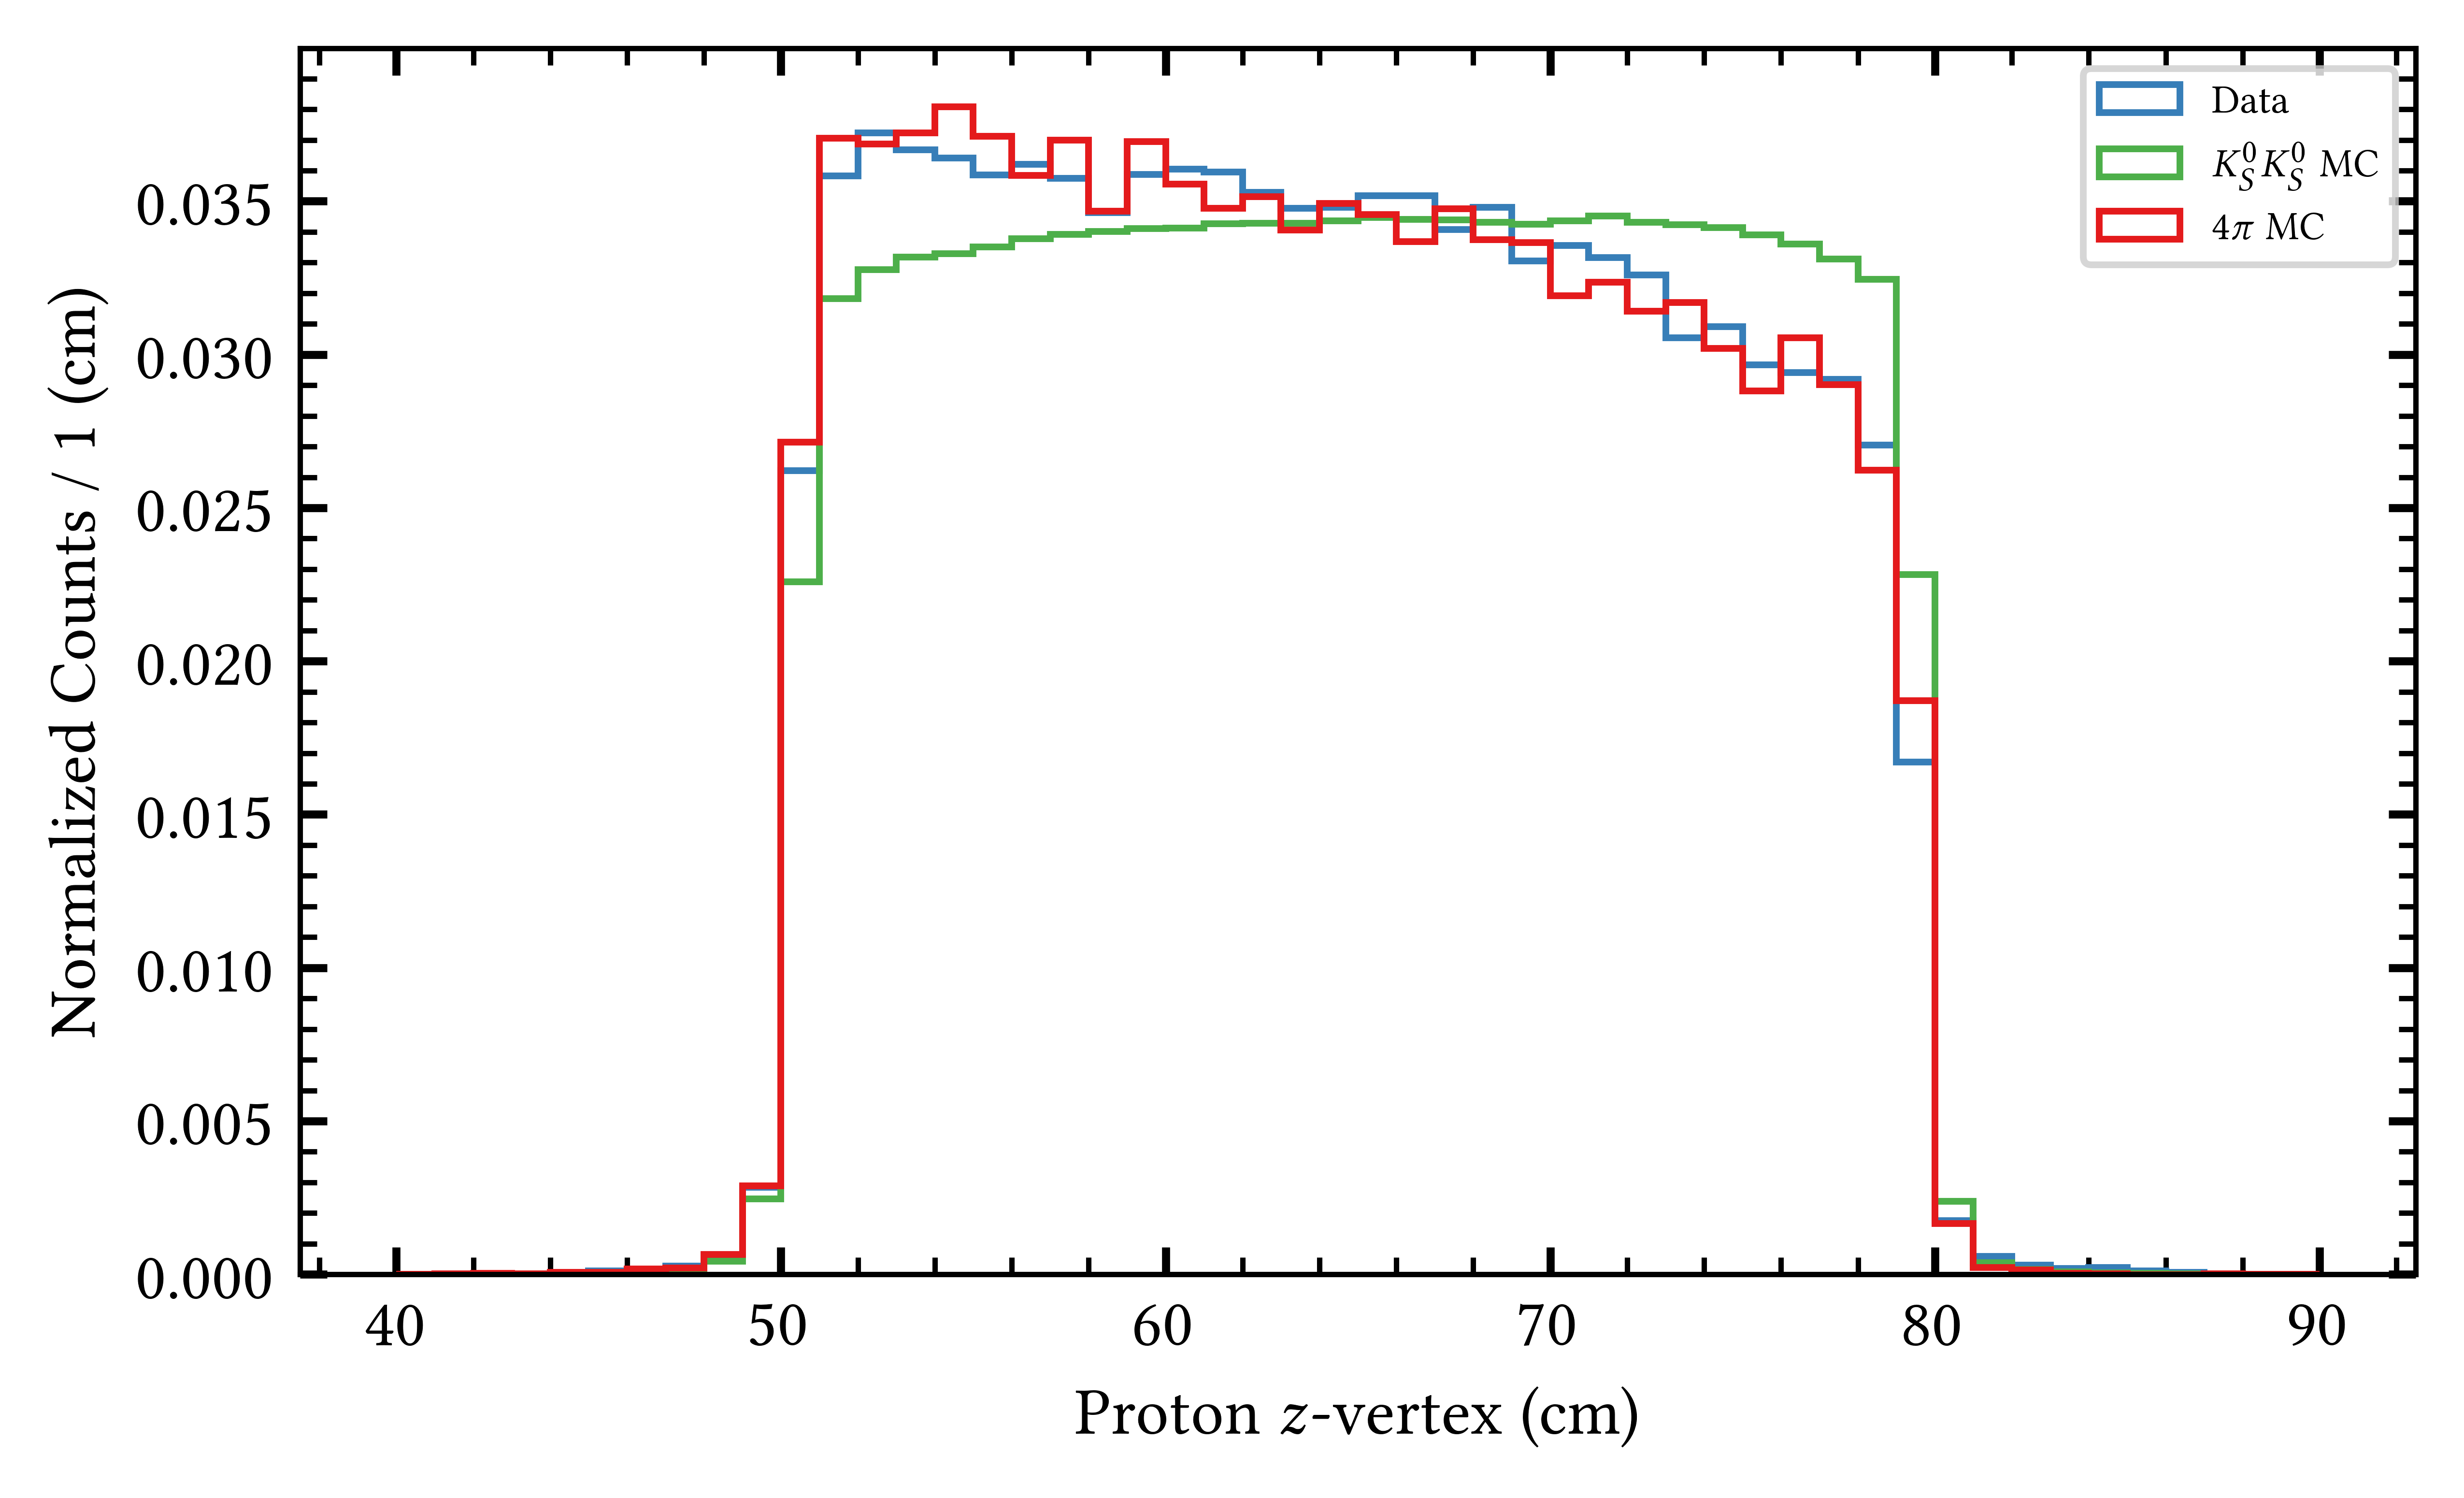 Normalized Counts / 1 (cm)
0.035
0.030
0.025
0.020
0.015
0.010
0.005
0.000
Data
$K_S^0 K_S^0$ MC
4π MC
40 50 60 70 80 90
Proton z-vertex (cm)